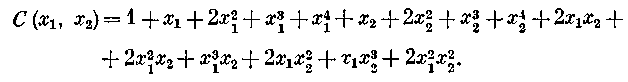 C (x₁, x₂) = 1 + x₁ + 2x₁² + x₁³ + x₁⁴ + x₂ + 2x₂² + x₂³ + x₂⁴ + 2x₁x₂ +
+ 2x₁²x₂ + x₁³x₂ + 2x₁x₂² + x₁x₂³ + 2x₁²x₂².